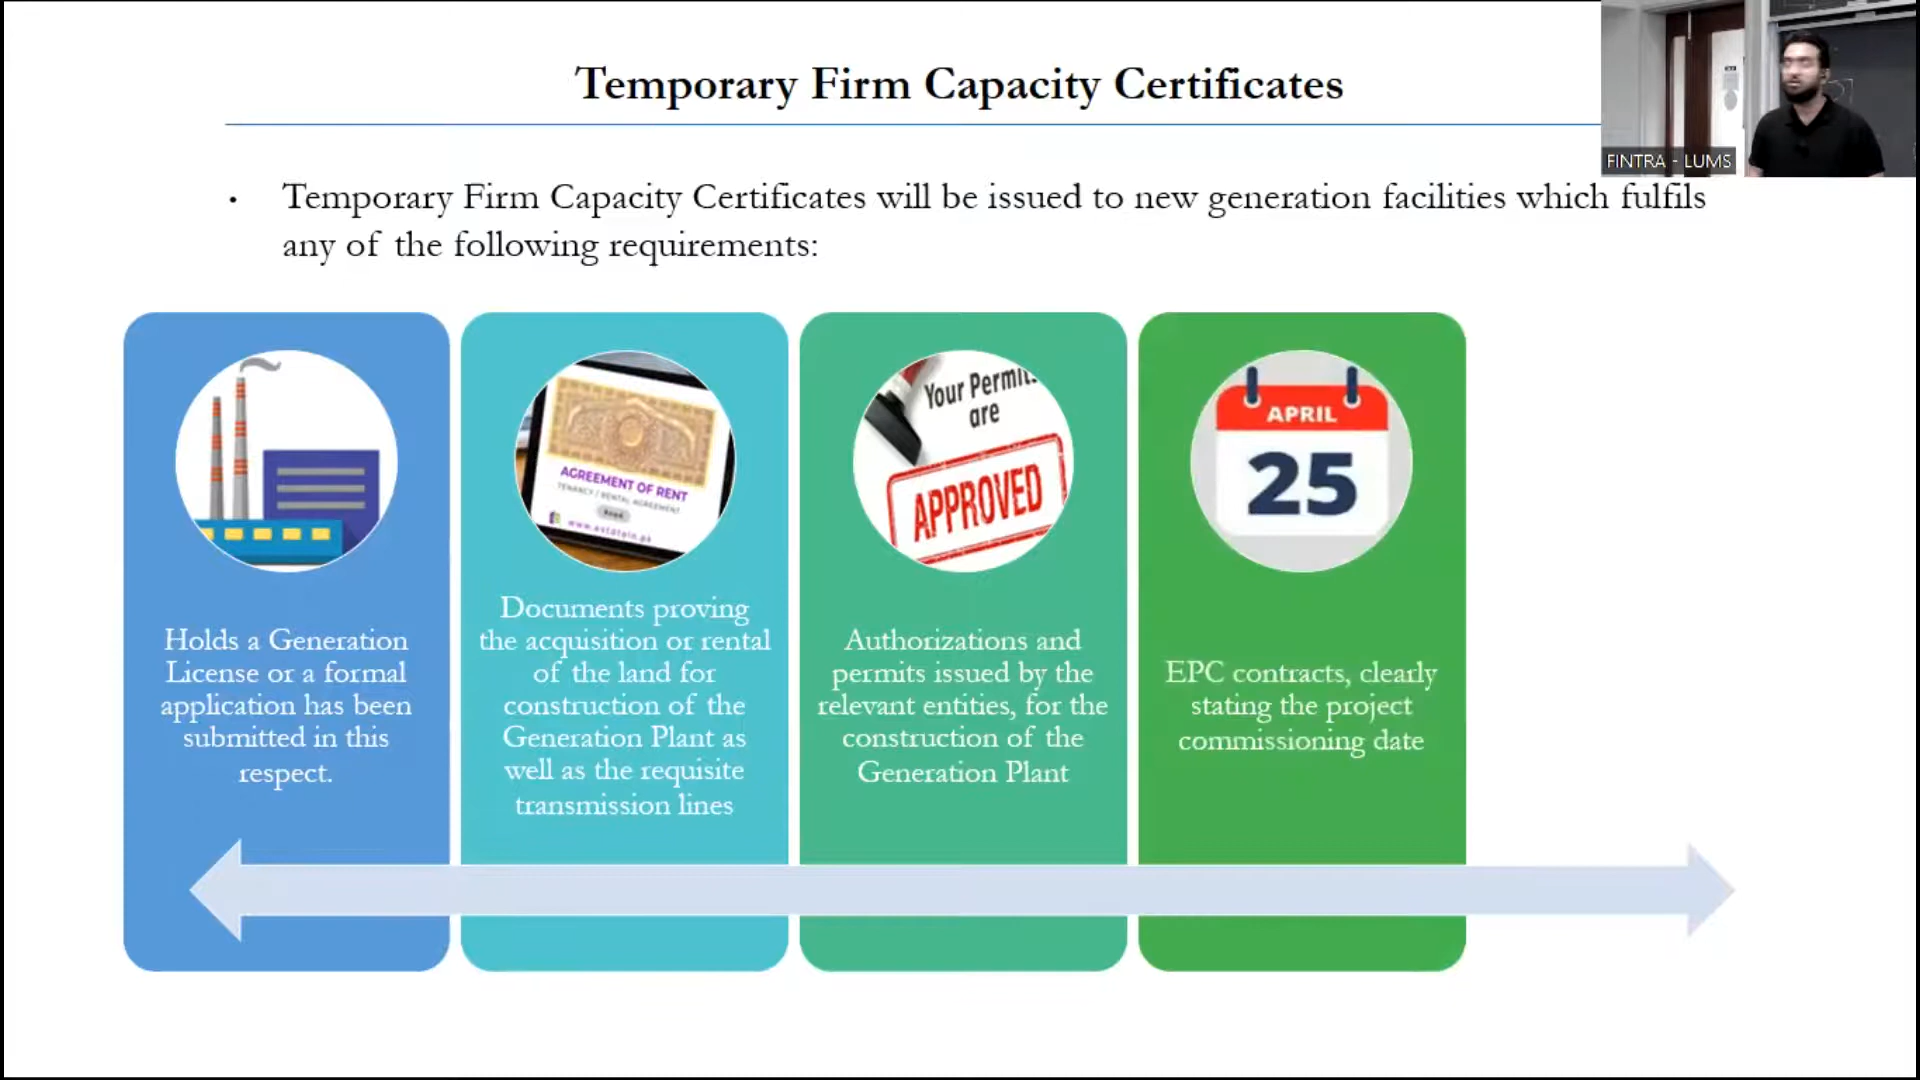 Temporary Firm Capacity Certificates
FINTRA - LUMS
• Temporary Firm Capacity Certificates will be issued to new generation facilities which fulfils
any of the following requirements:
Holds a Generation
License or a formal
application has been
submitted in this
respect.
AGREEMENT OF RENT
TENANCY / RENTAL AGREEMENT
Documents proving
the acquisition or rental
of the land for
construction of the
Generation Plant as
well as the requisite
transmission lines
Your Permits
are
APPROVED
Authorizations and
permits issued by the
relevant entities, for the
construction of the
Generation Plant
APRIL
25
EPC contracts, clearly
stating the project
commissioning date